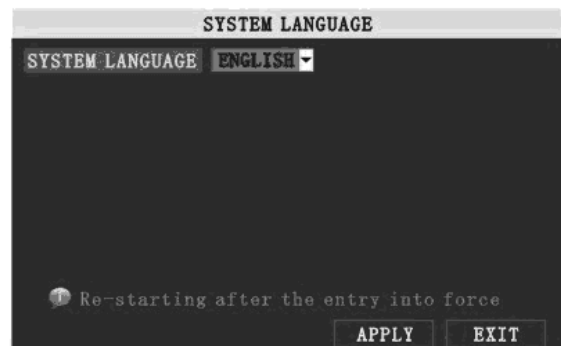 SYSTEM LANGUAGE
SYSTEM LANGUAGE ENGLISH
Re-starting after the entry into force
APPLY EXIT